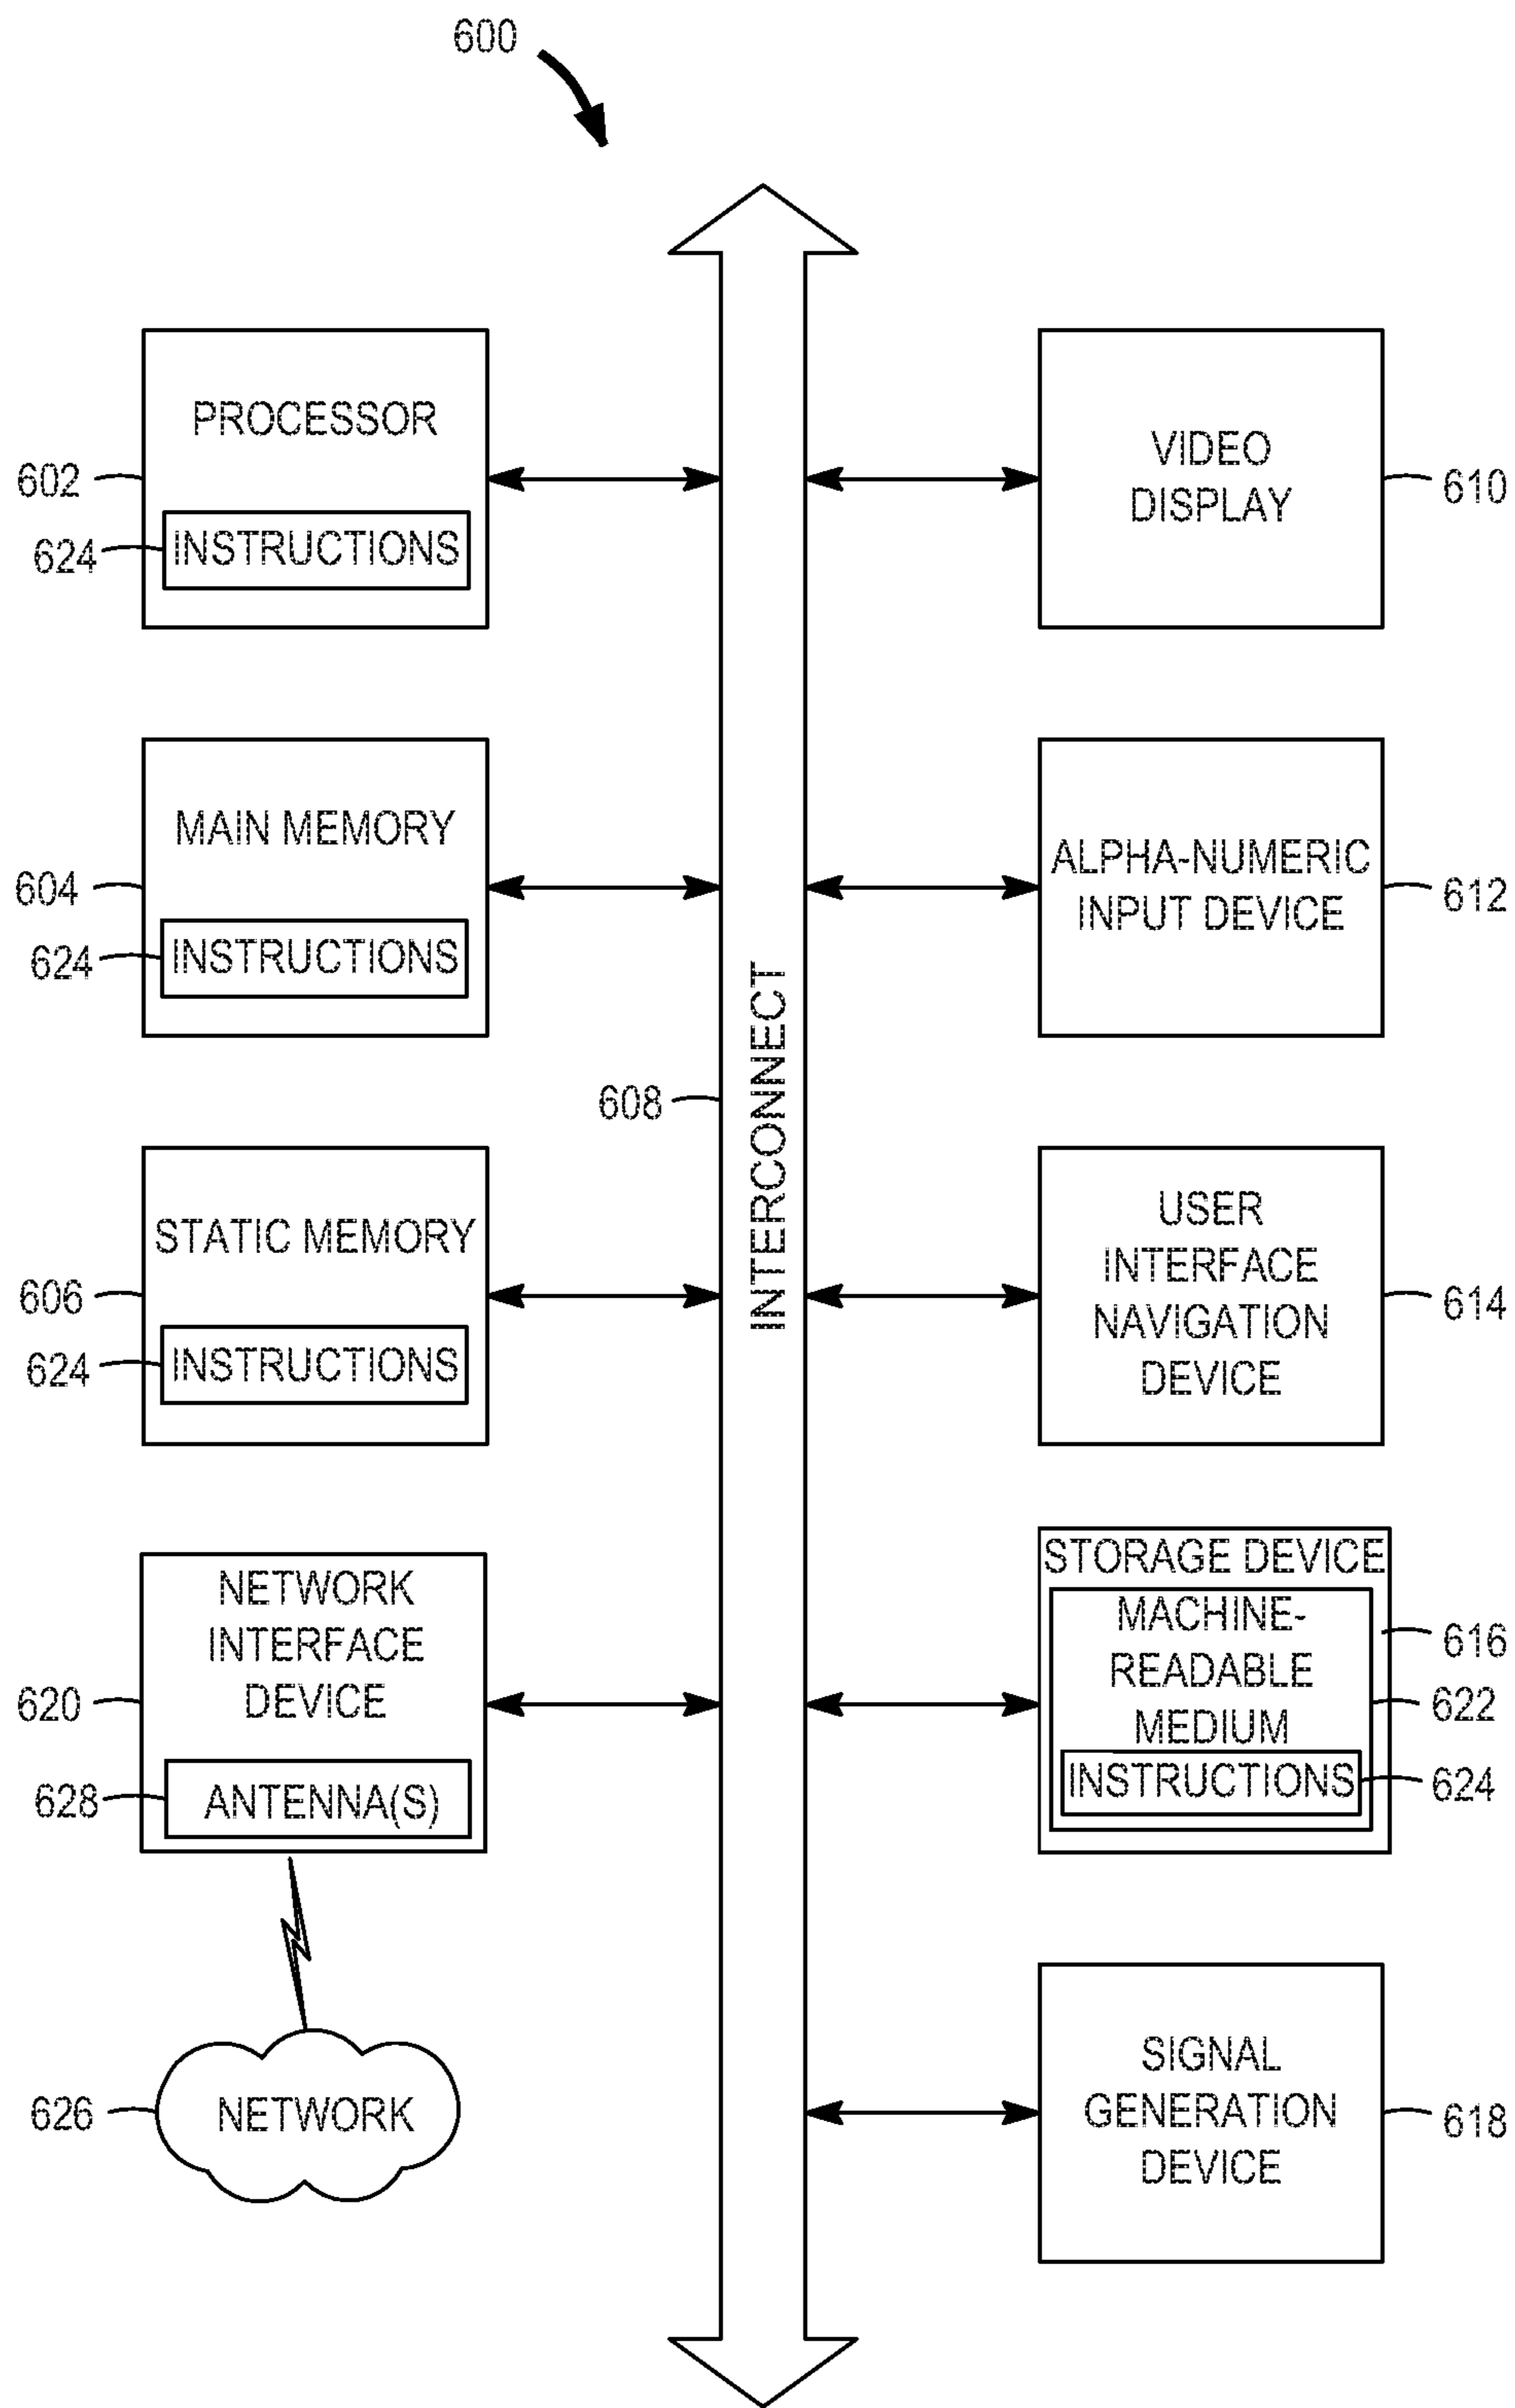 600
PROCESSOR
602
624
INSTRUCTIONS
MAIN MEMORY
604
624
INSTRUCTIONS
STATIC MEMORY
606
624
INSTRUCTIONS
NETWORK
INTERFACE
DEVICE
620
628
ANTENNA(S)
626
NETWORK
608
INTERCONNECT
VIDEO
DISPLAY
610
ALPHA-NUMERIC
INPUT DEVICE
612
USER
INTERFACE
NAVIGATION
DEVICE
614
STORAGE DEVICE
MACHINE-
READABLE
MEDIUM
INSTRUCTIONS
616
622
624
SIGNAL
GENERATION
DEVICE
618